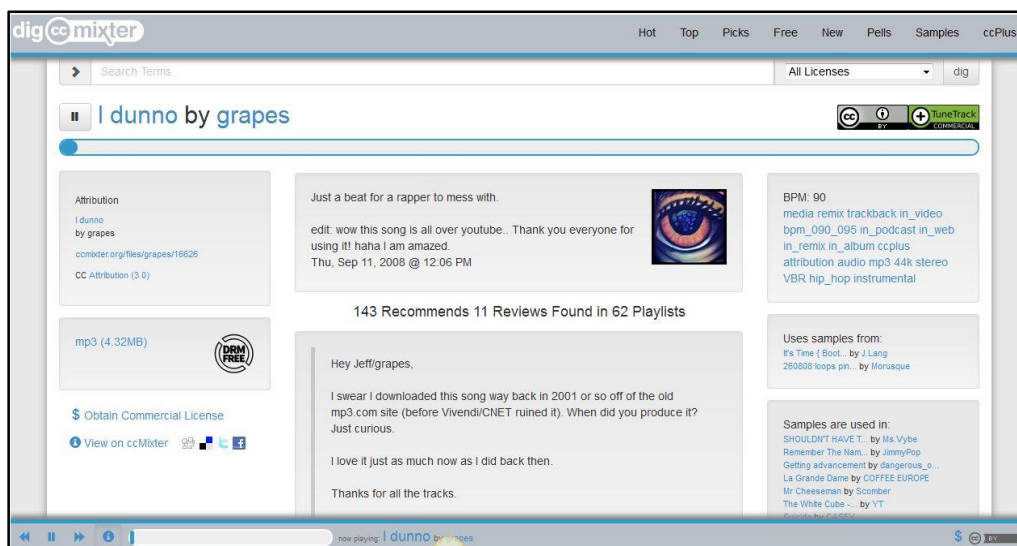 dig cc mixter
Hot Top Picks Free New Pells Samples ccPlus
Search Terms
All Licenses
dig
I dunno by grapes
cc BY TuneTrack COMMERCIAL
Attribution
I dunno
by grapes
ccmixter.org/files/grapes/16626
CC Attribution (3.0)
mp3 (4.32MB)
DRM FREE
$ Obtain Commercial License
View on ccMixter
Just a beat for a rapper to mess with.
edit: wow this song is all over youtube.. Thank you everyone for
using it! haha I am amazed.
Thu, Sep 11, 2008 @ 12:06 PM
143 Recommends 11 Reviews Found in 62 Playlists
Hey Jeff/grapes,
I swear I downloaded this song way back in 2001 or so off of the old
mp3.com site (before Vivendi/CNET ruined it). When did you produce it?
Just curious.
I love it just as much now as I did back then.
Thanks for all the tracks.
BPM: 90
media remix trackback in_video
bpm_090_095 in_podcast in_web
in_remix in_album ccplus
attribution audio mp3 44k stereo
VBR hip_hop instrumental
Uses samples from:
It's Time { Boot... by J.Lang
260808 loops pin... by Morusque
Samples are used in:
SHOULDN'T HAVE T... by Ms.Vybe
Remember The Nam... by JimmyPop
Getting advancement by dangerous_o...
La Grande Dame by COFFEE EUROPE
Mr Cheeseman by Scomber
The White Cube -... by YT
now playing: I dunno by grapes
$ cc BY